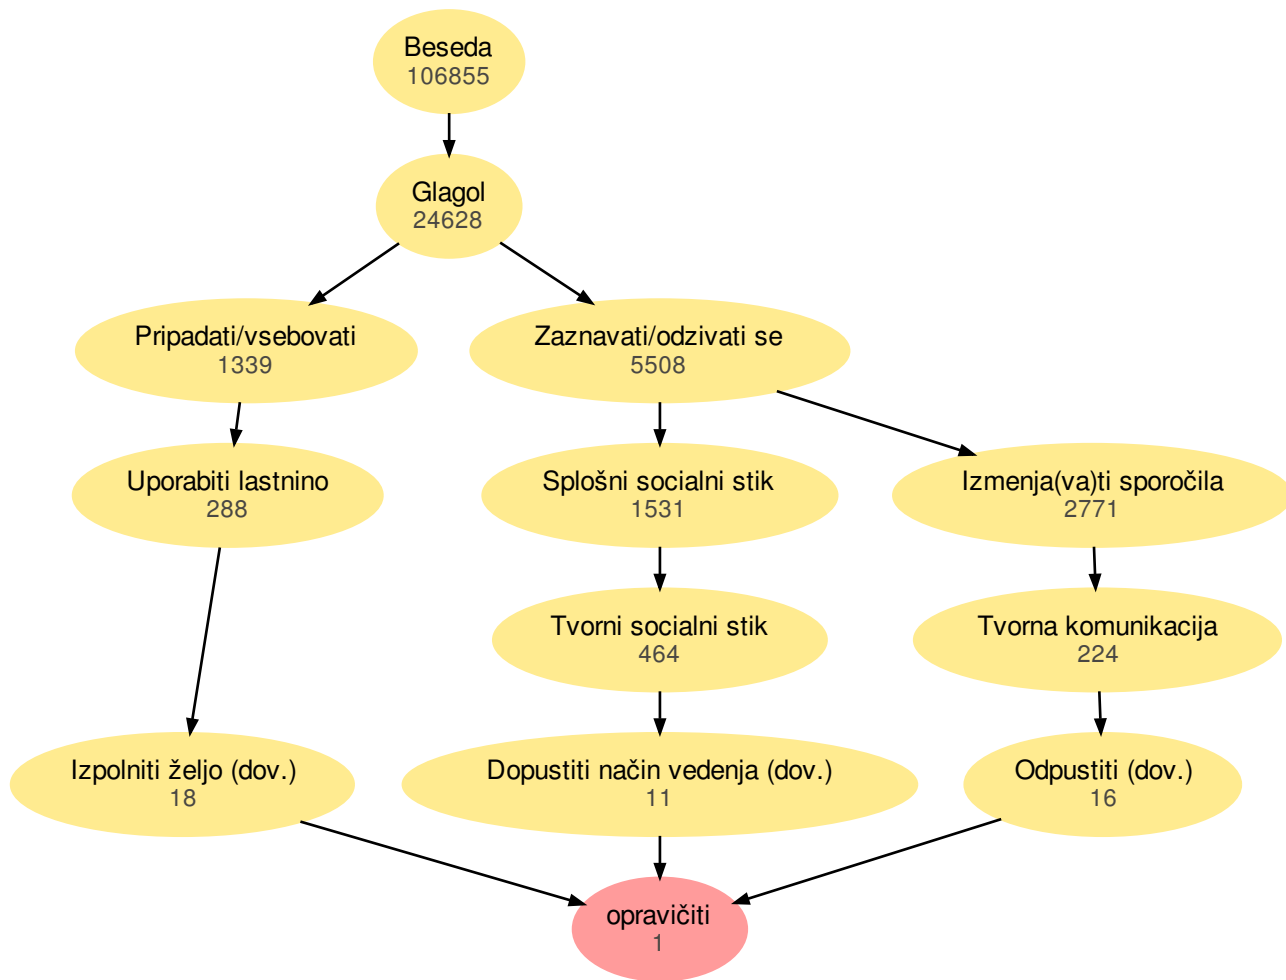 Beseda
106855
Glagol
24628
Pripadati/vsebovati
1339
Zaznavati/odzivati se
5508
Uporabiti lastnino
288
Splošni socialni stik
1531
Izmenja(va)ti sporočila
2771
Tvorni socialni stik
464
Tvorna komunikacija
224
Izpolniti željo (dov.)
18
Dopustiti način vedenja (dov.)
11
Odpustiti (dov.)
16
opravičiti
1